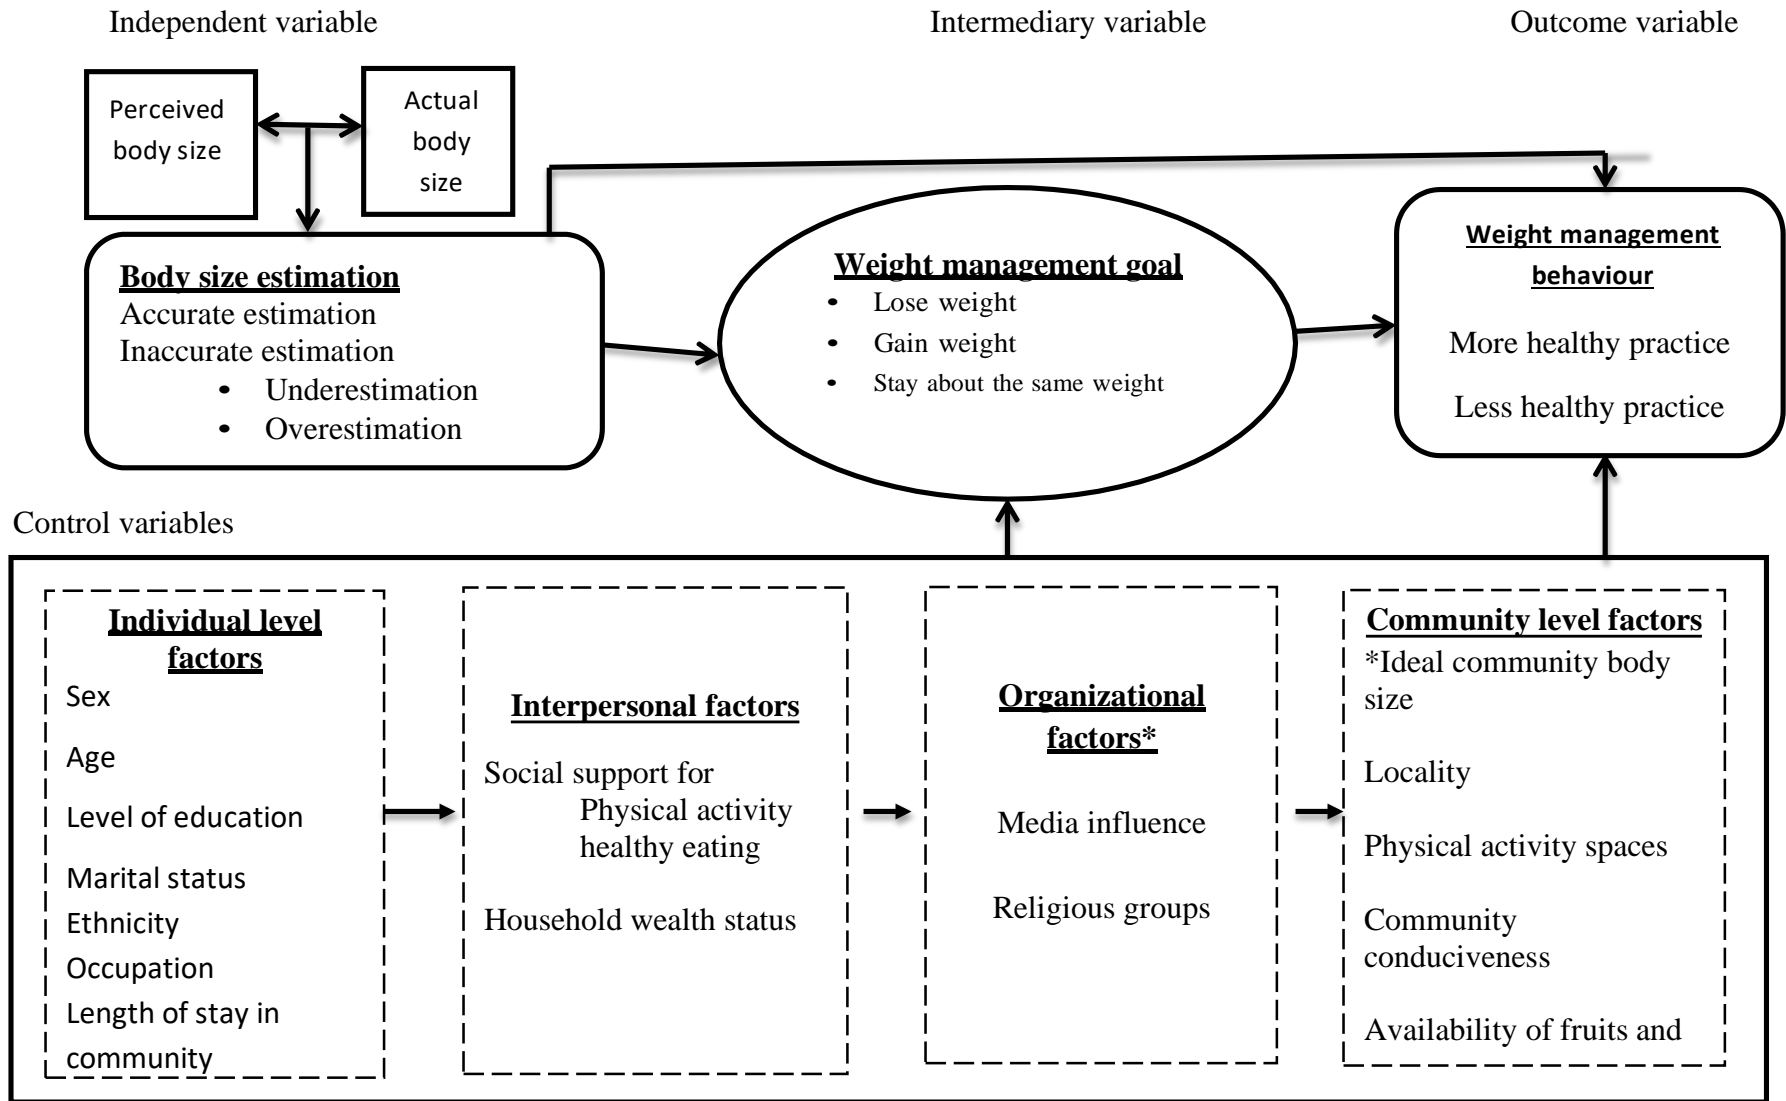 Independent variable
Intermediary variable
Outcome variable
Perceived
body size
Actual
body
size
Body size estimation
Accurate estimation
Inaccurate estimation
• Underestimation
• Overestimation
Weight management goal
• Lose weight
• Gain weight
• Stay about the same weight
Weight management
behaviour
More healthy practice
Less healthy practice
Control variables
Individual level
factors
Sex
Age
Level of education
Marital status
Ethnicity
Occupation
Length of stay in
community
Interpersonal factors
Social support for
Physical activity
healthy eating
Household wealth status
Organizational
factors*
Media influence
Religious groups
Community level factors
*Ideal community body
size
Locality
Physical activity spaces
Community
conduciveness
Availability of fruits and